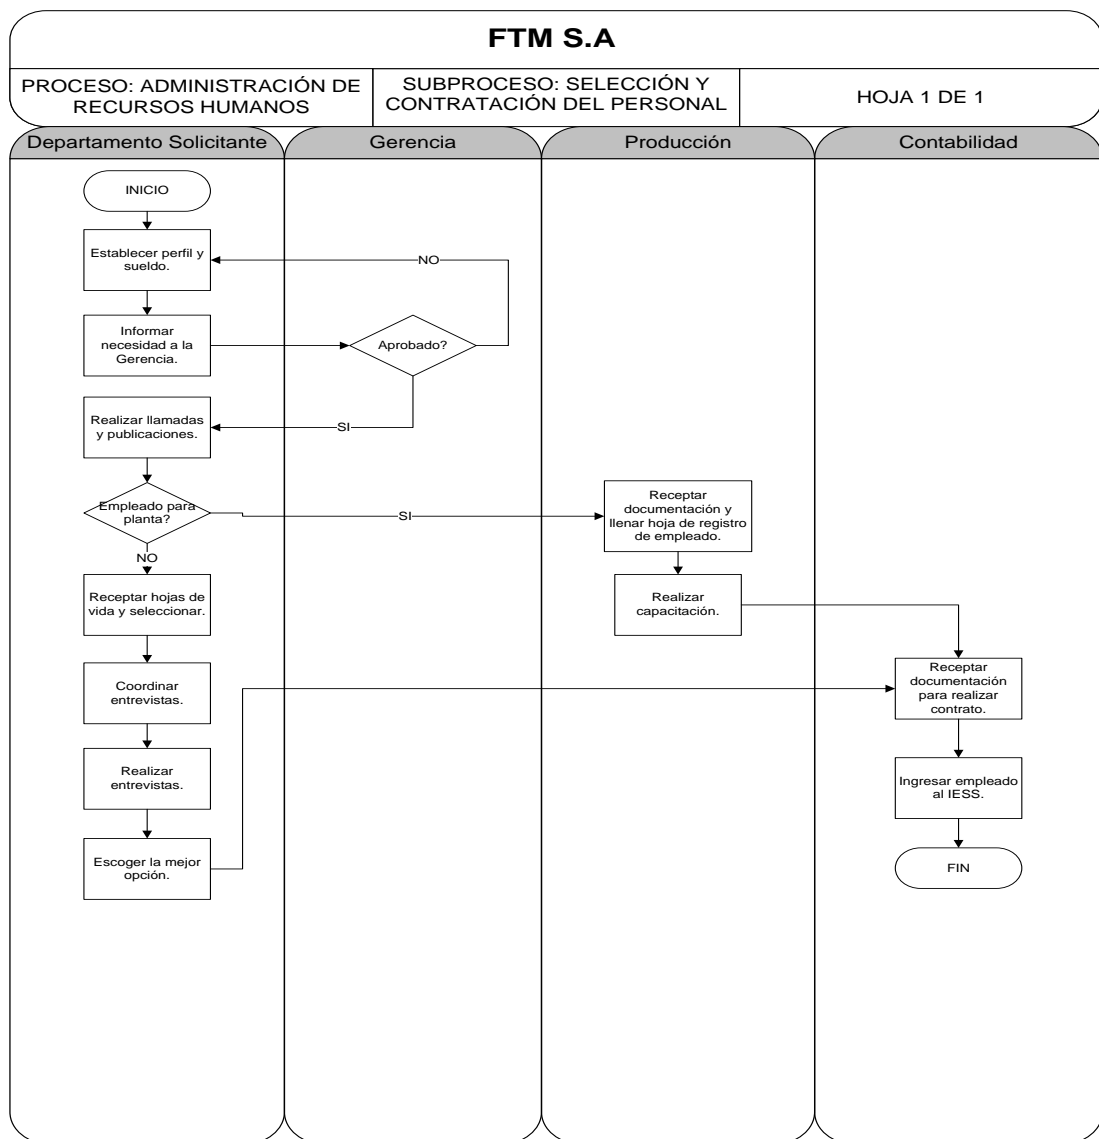 FTM S.A
PROCESO: ADMINISTRACIÓN DE
RECURSOS HUMANOS
SUBPROCESO: SELECCIÓN Y
CONTRATACIÓN DEL PERSONAL
HOJA 1 DE 1
Departamento Solicitante
Gerencia
Producción
Contabilidad
INICIO
Establecer perfil y
sueldo.
NO
Informar
necesidad a la
Gerencia.
Aprobado?
Realizar llamadas
y publicaciones.
SI
Empleado para
planta?
SI
Receptar
documentación y
llenar hoja de registro
de empleado.
NO
Receptar hojas de
vida y seleccionar.
Realizar
capacitación.
Coordinar
entrevistas.
Receptar
documentación
para realizar
contrato.
Realizar
entrevistas.
Ingresar empleado
al IESS.
Escoger la mejor
opción.
FIN